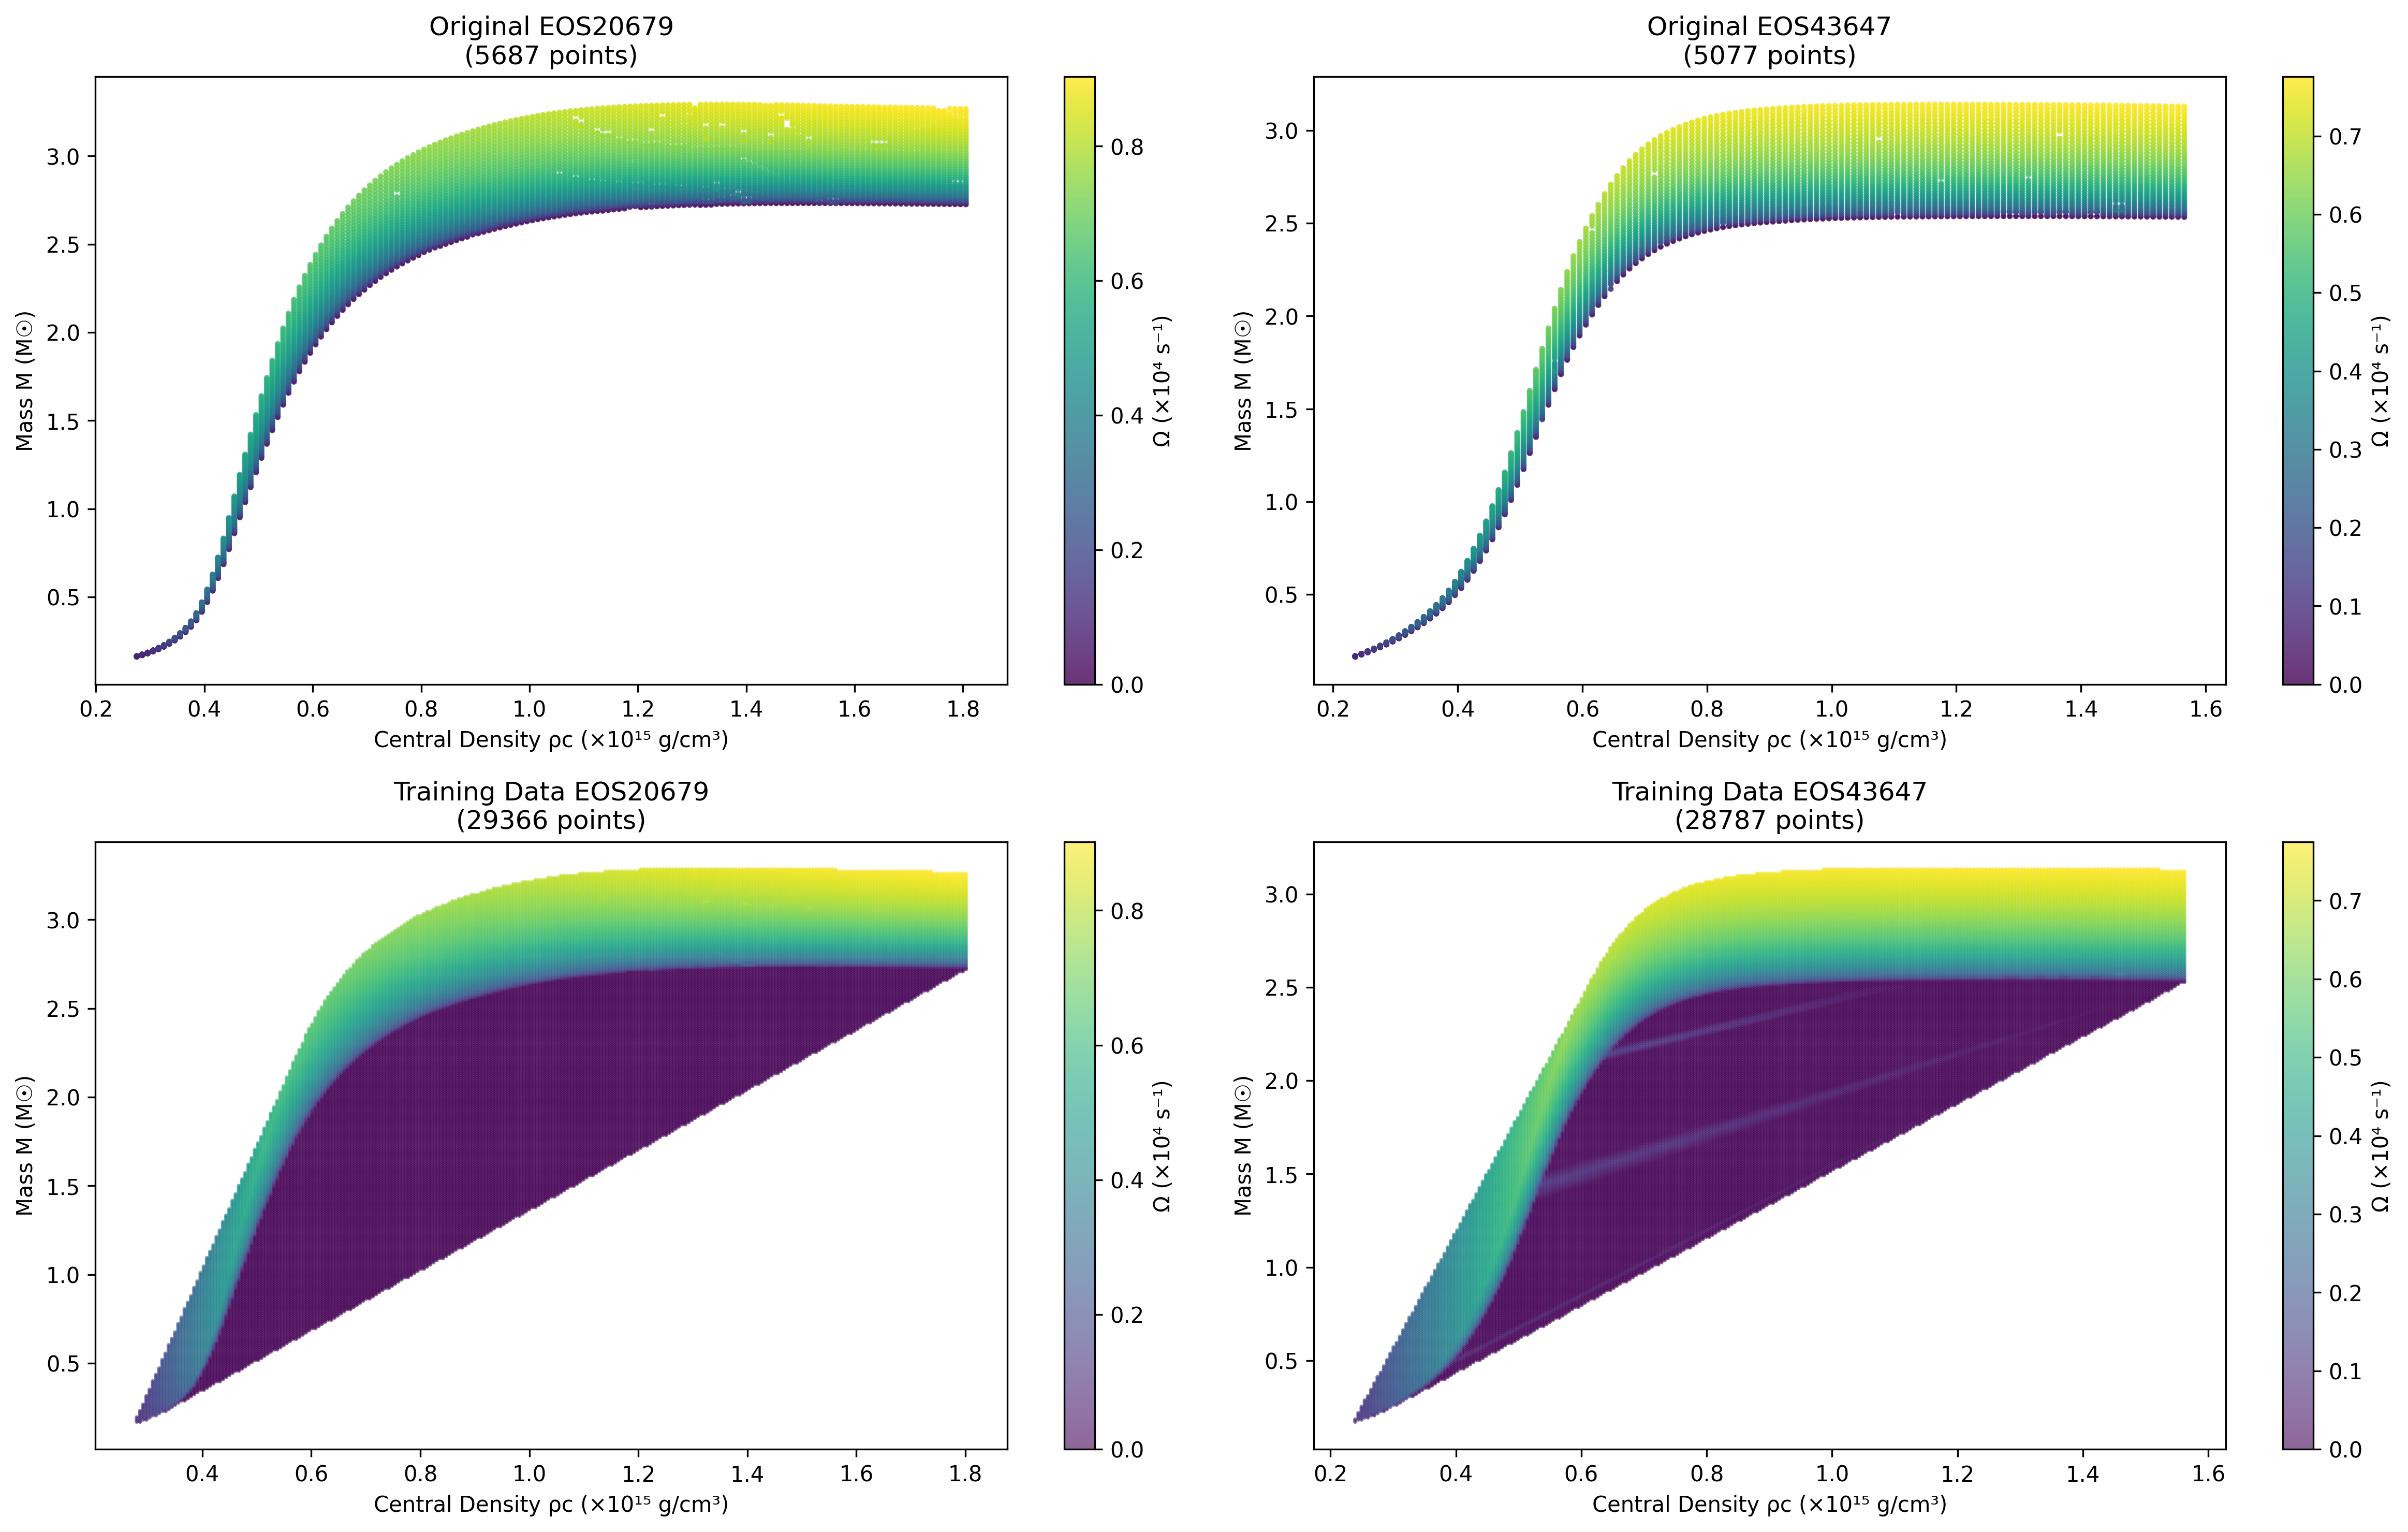 Original EOS20679
(5687 points)
Mass M (M☉)
3.0
2.5
2.0
1.5
1.0
0.5
0.2 0.4 0.6 0.8 1.0 1.2 1.4 1.6 1.8
Central Density ρc (×10¹⁵ g/cm³)
0.8
0.6
0.4
0.2
0.0
Ω (×10⁴ s⁻¹)
Original EOS43647
(5077 points)
Mass M (M☉)
3.0
2.5
2.0
1.5
1.0
0.5
0.2 0.4 0.6 0.8 1.0 1.2 1.4 1.6
Central Density ρc (×10¹⁵ g/cm³)
0.7
0.6
0.5
0.4
0.3
0.2
0.1
0.0
Ω (×10⁴ s⁻¹)
Training Data EOS20679
(29366 points)
Mass M (M☉)
3.0
2.5
2.0
1.5
1.0
0.5
0.4 0.6 0.8 1.0 1.2 1.4 1.6 1.8
Central Density ρc (×10¹⁵ g/cm³)
0.8
0.6
0.4
0.2
0.0
Ω (×10⁴ s⁻¹)
Training Data EOS43647
(28787 points)
Mass M (M☉)
3.0
2.5
2.0
1.5
1.0
0.5
0.2 0.4 0.6 0.8 1.0 1.2 1.4 1.6
Central Density ρc (×10¹⁵ g/cm³)
0.7
0.6
0.5
0.4
0.3
0.2
0.1
0.0
Ω (×10⁴ s⁻¹)